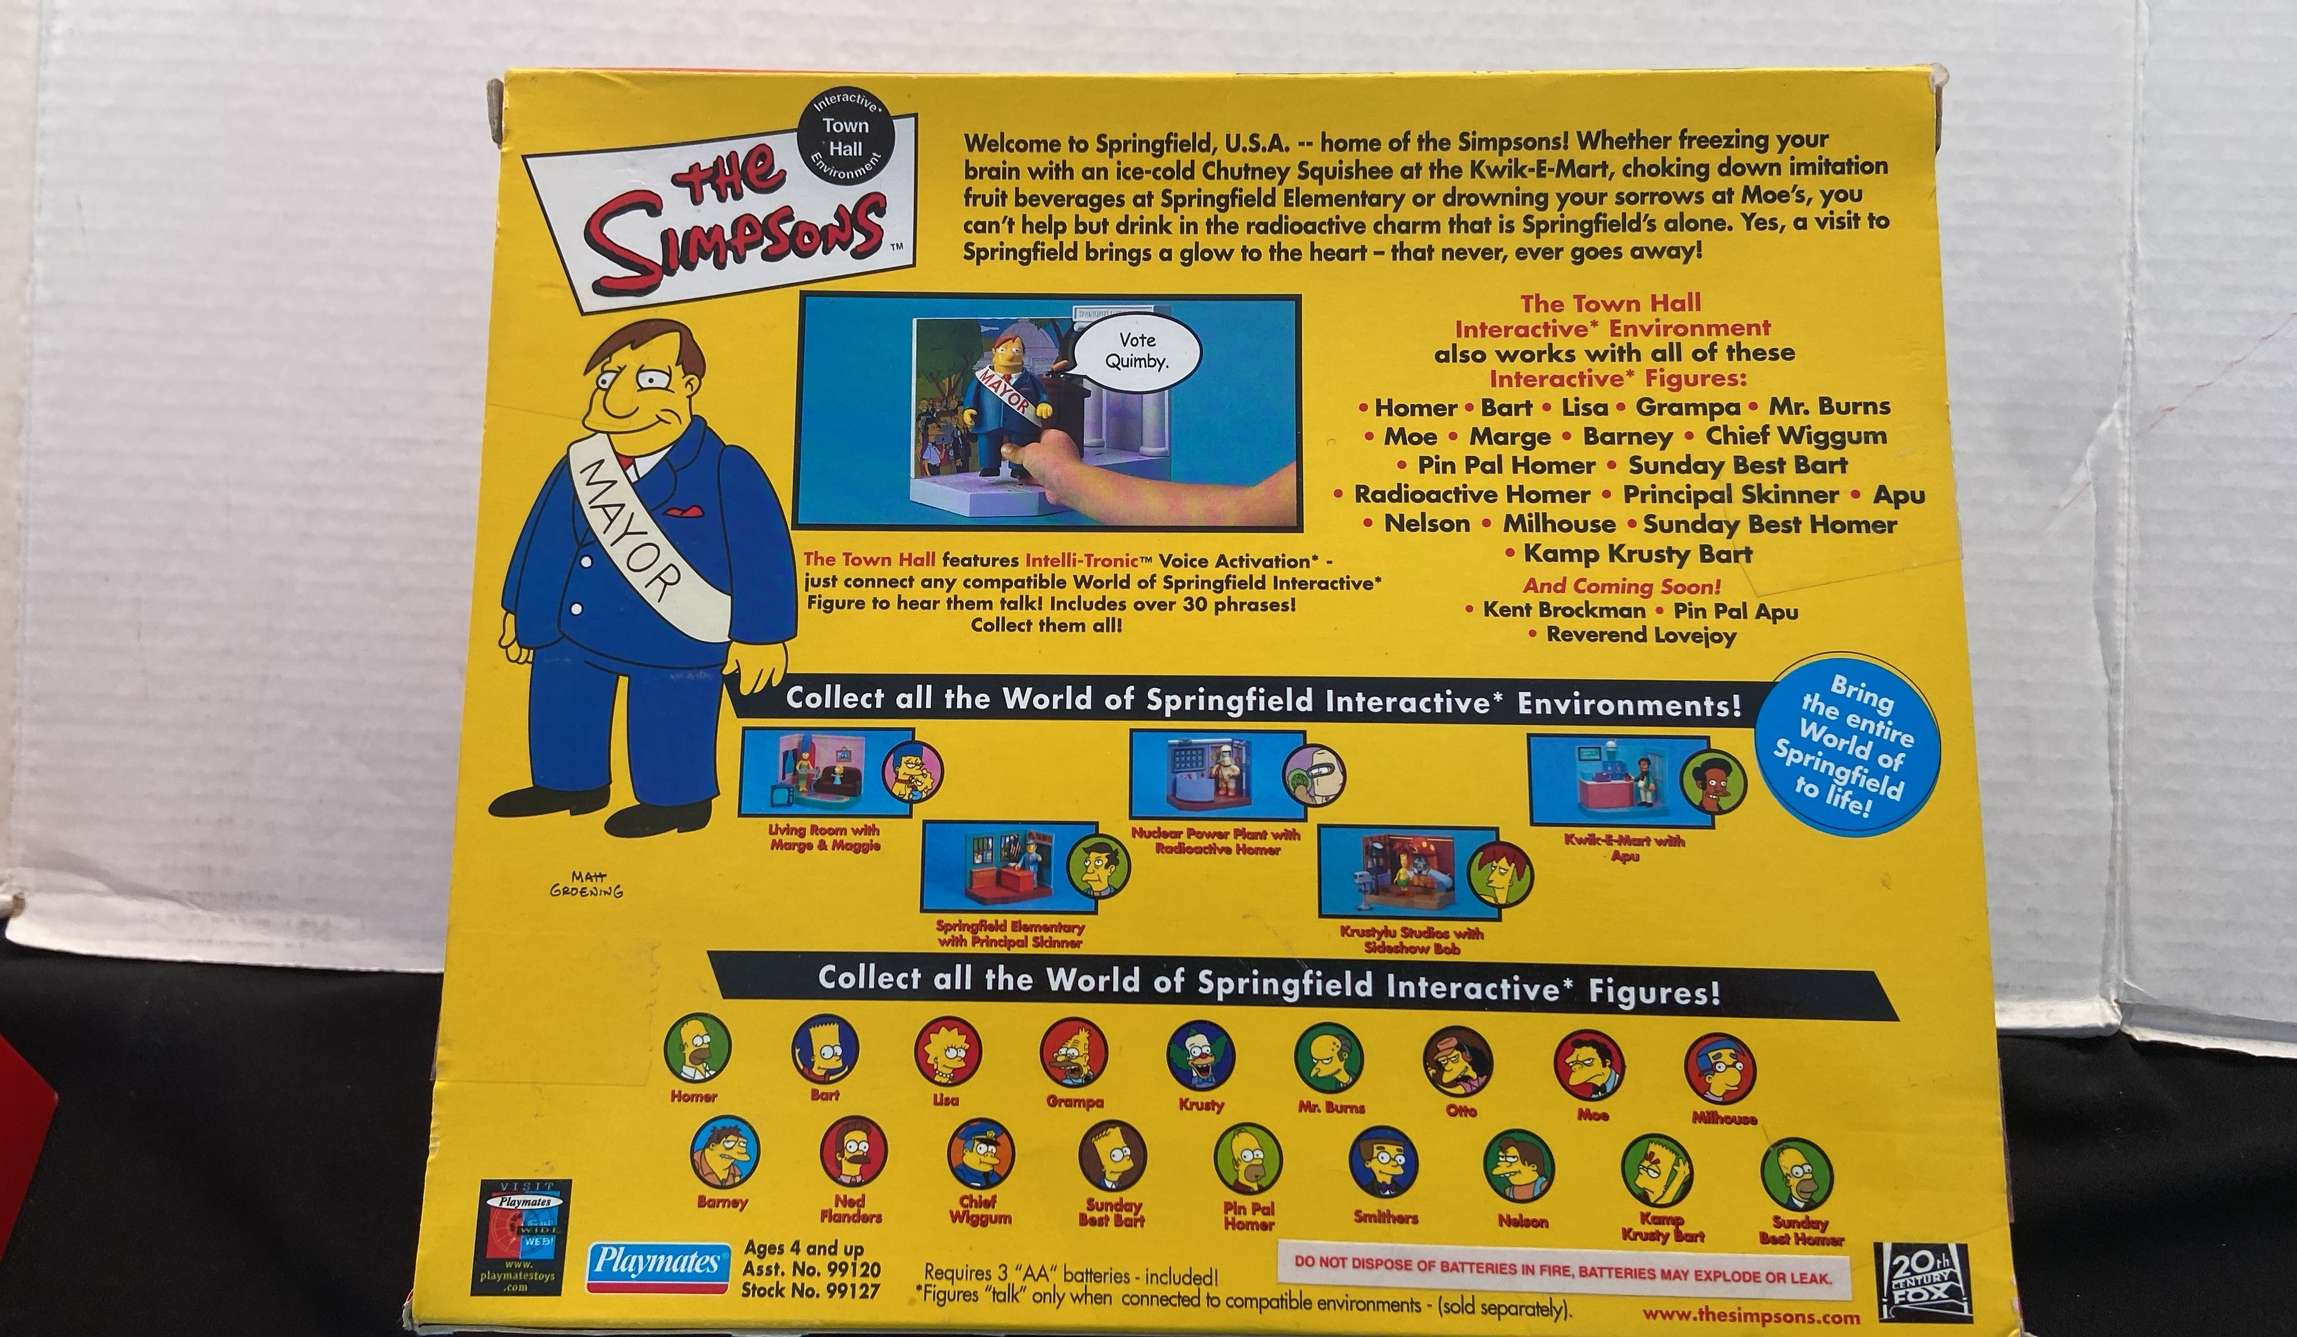 Interactive*
Town
Hall
Environment
THE
SIMPSONS™
Welcome to Springfield, U.S.A. -- home of the Simpsons! Whether freezing your
brain with an ice-cold Chutney Squishee at the Kwik-E-Mart, choking down imitation
fruit beverages at Springfield Elementary or drowning your sorrows at Moe's, you
can't help but drink in the radioactive charm that is Springfield's alone. Yes, a visit to
Springfield brings a glow to the heart – that never, ever goes away!
MAYOR
MATT
GROENING
MAYOR
Vote
Quimby.
The Town Hall features Intelli-Tronic™ Voice Activation* -
just connect any compatible World of Springfield Interactive*
Figure to hear them talk! Includes over 30 phrases!
Collect them all!
The Town Hall
Interactive* Environment
also works with all of these
Interactive* Figures:
• Homer • Bart • Lisa • Grampa • Mr. Burns
• Moe • Marge • Barney • Chief Wiggum
• Pin Pal Homer • Sunday Best Bart
• Radioactive Homer • Principal Skinner • Apu
• Nelson • Milhouse • Sunday Best Homer
• Kamp Krusty Bart
And Coming Soon!
• Kent Brockman • Pin Pal Apu
• Reverend Lovejoy
Collect all the World of Springfield Interactive* Environments!
Bring
the entire
World of
Springfield
to life!
Living Room with
Marge & Maggie
Nuclear Power Plant with
Radioactive Homer
Kwik-E-Mart with
Apu
Springfield Elementary
with Principal Skinner
Krustylu Studios with
Sideshow Bob
Collect all the World of Springfield Interactive* Figures!
Homer
Bart
Lisa
Grampa
Krusty
Mr. Burns
Otto
Moe
Milhouse
Barney
Ned
Flanders
Chief
Wiggum
Sunday
Best Bart
Pin Pal
Homer
Smithers
Nelson
Kamp
Krusty Bart
Sunday
Best Homer
VISIT
Playmates
WIDE
WEB!
www.
playmatestoys
.com
Playmates
Ages 4 and up
Asst. No. 99120
Stock No. 99127
Requires 3 "AA" batteries - included!
*Figures "talk" only when connected to compatible environments - (sold separately).
DO NOT DISPOSE OF BATTERIES IN FIRE, BATTERIES MAY EXPLODE OR LEAK.
www.thesimpsons.com
20th
CENTURY
FOX